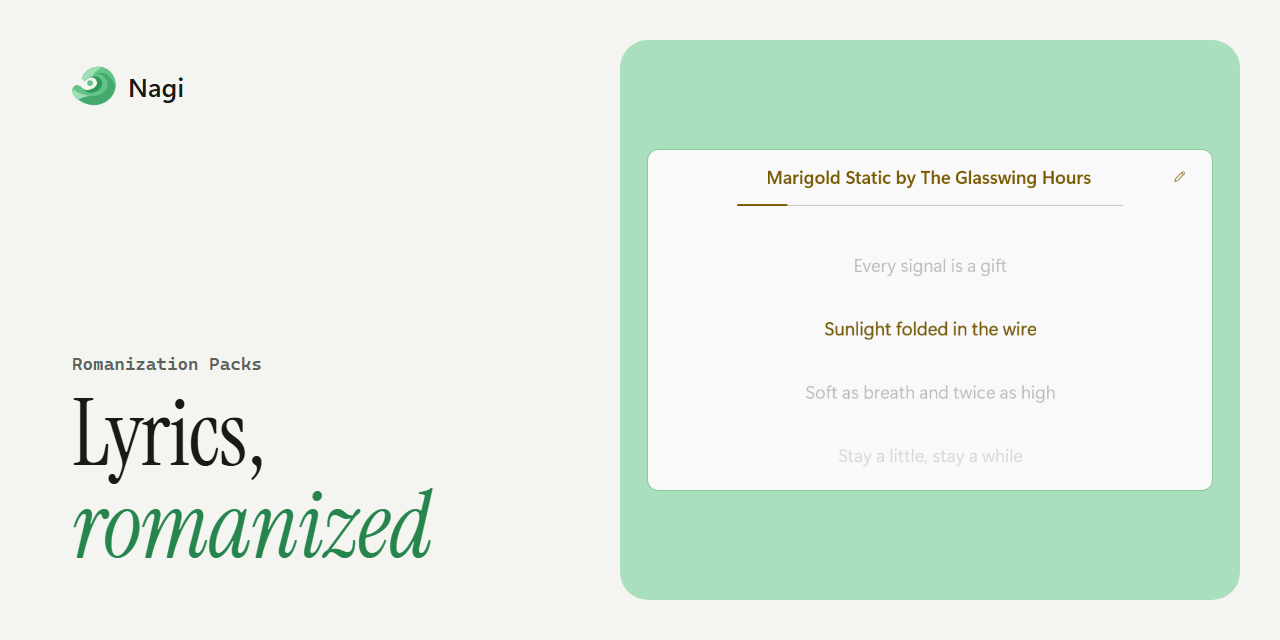 Nagi
Romanization Packs
Lyrics,
romanized
Marigold Static by The Glasswing Hours
Every signal is a gift
Sunlight folded in the wire
Soft as breath and twice as high
Stay a little, stay a while